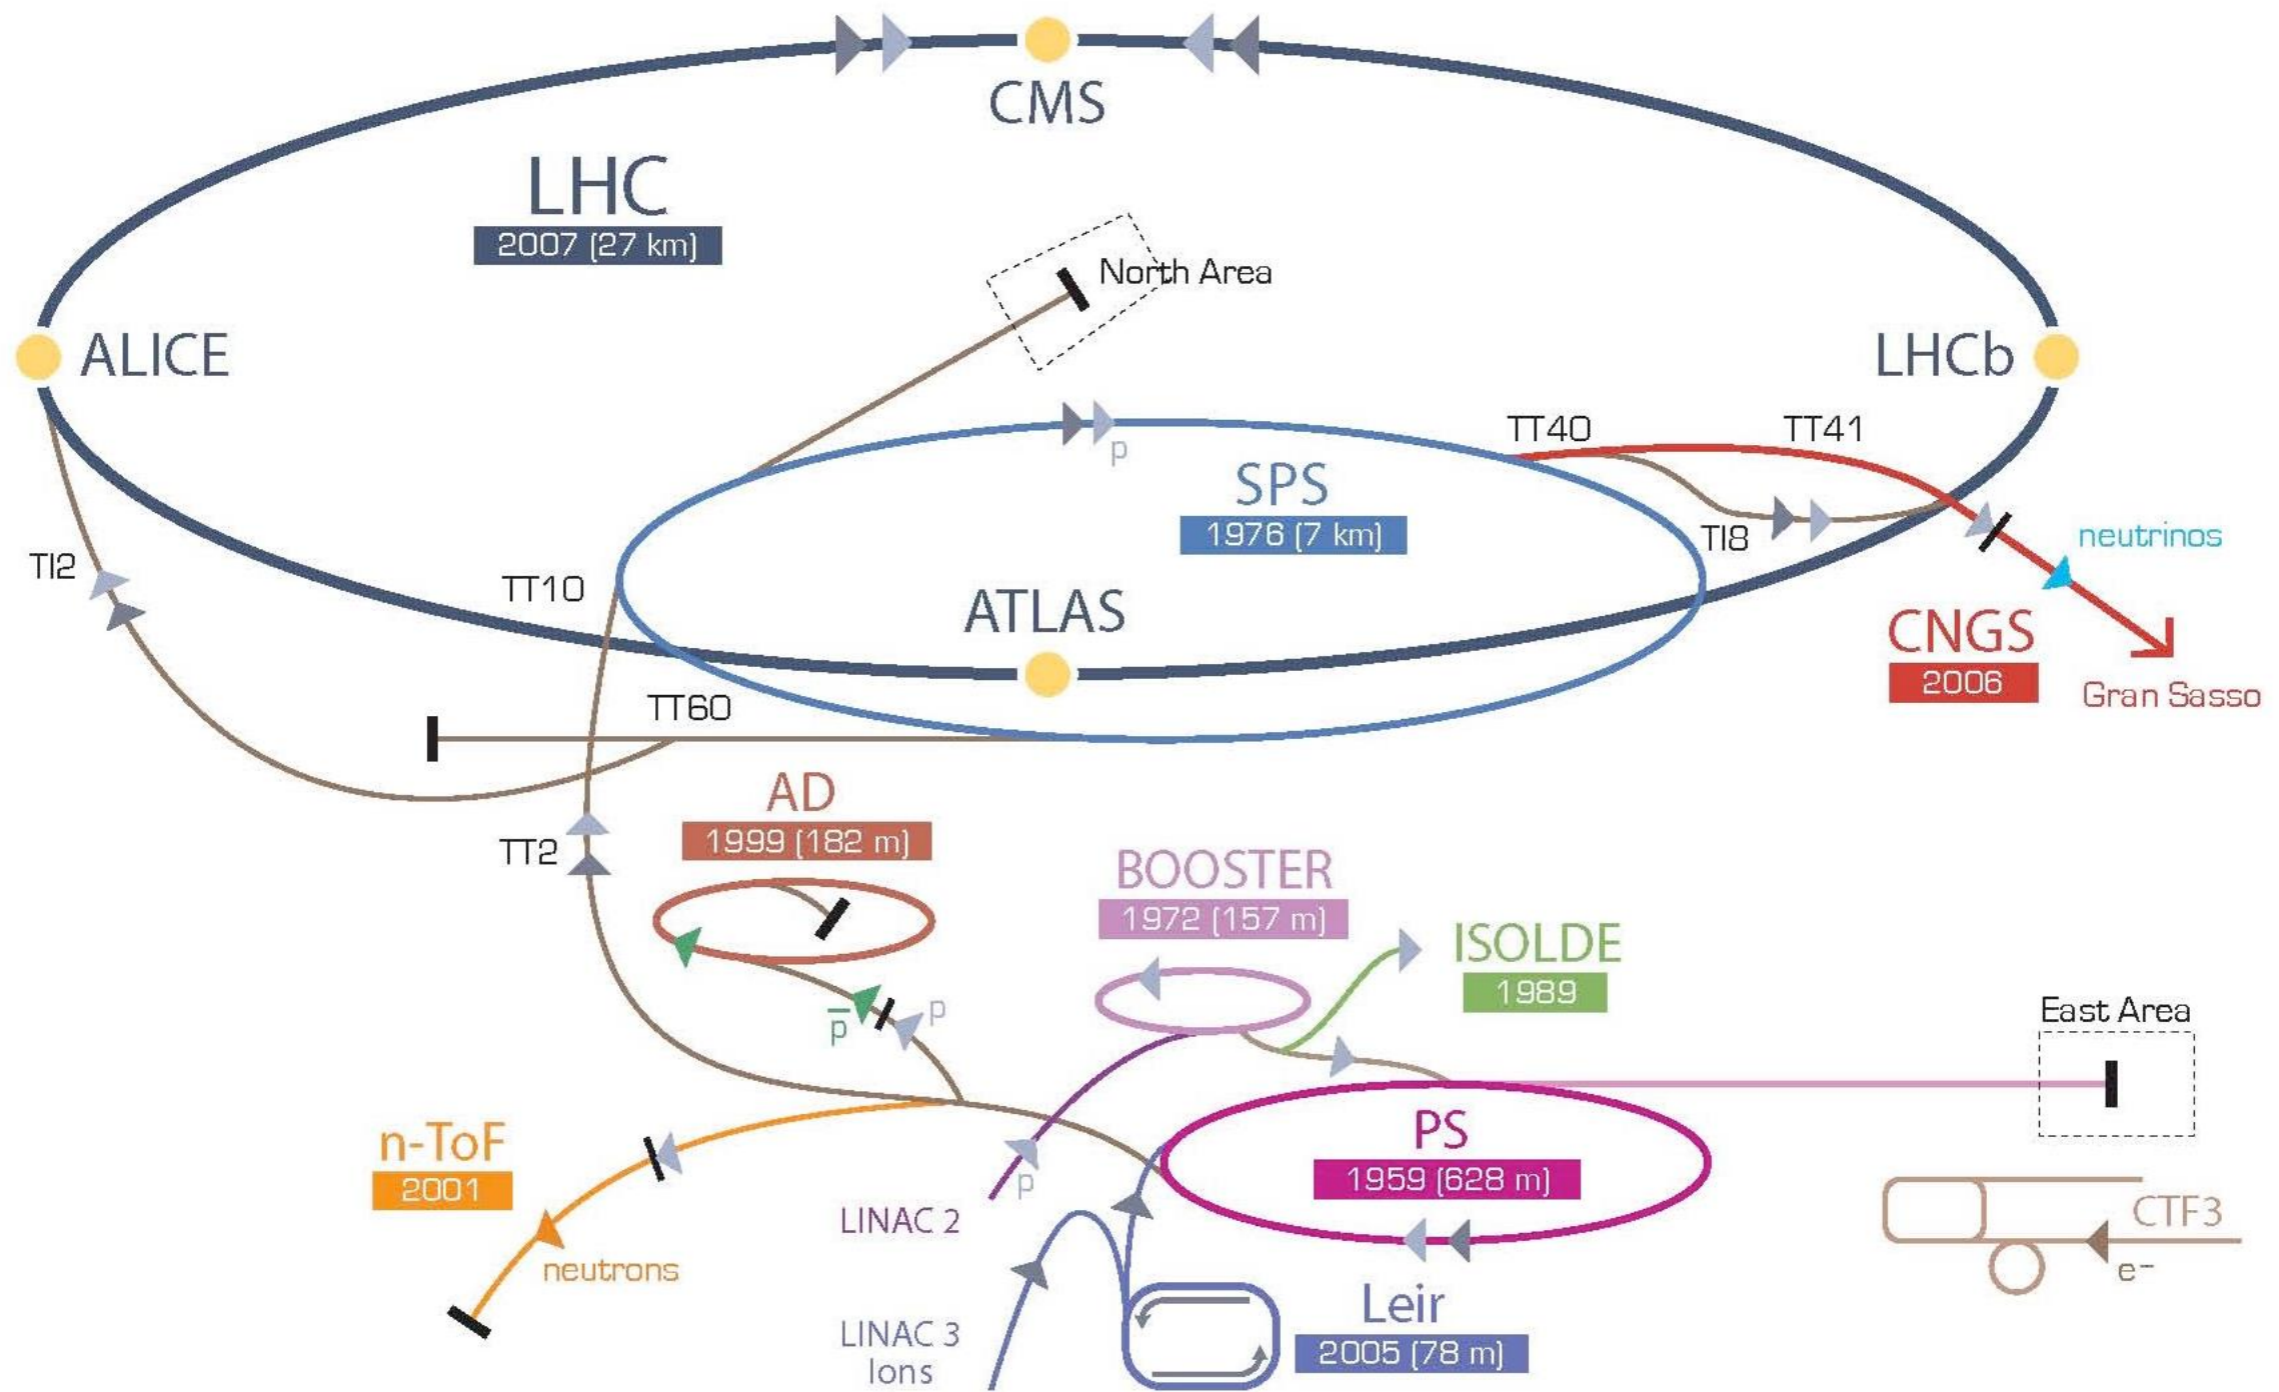 CMS
LHC
2007 (27 km)
North Area
ALICE
LHCb
TT40
TT41
p
SPS
1976 (7 km)
TI8
neutrinos
TI2
TT10
ATLAS
CNGS
2006
Gran Sasso
TT60
AD
1999 (182 m)
TT2
BOOSTER
1972 (157 m)
ISOLDE
1989
East Area
p̅
p
n-ToF
2001
PS
1959 (628 m)
p
LINAC 2
CTF3
e−
neutrons
Leir
2005 (78 m)
LINAC 3
Ions